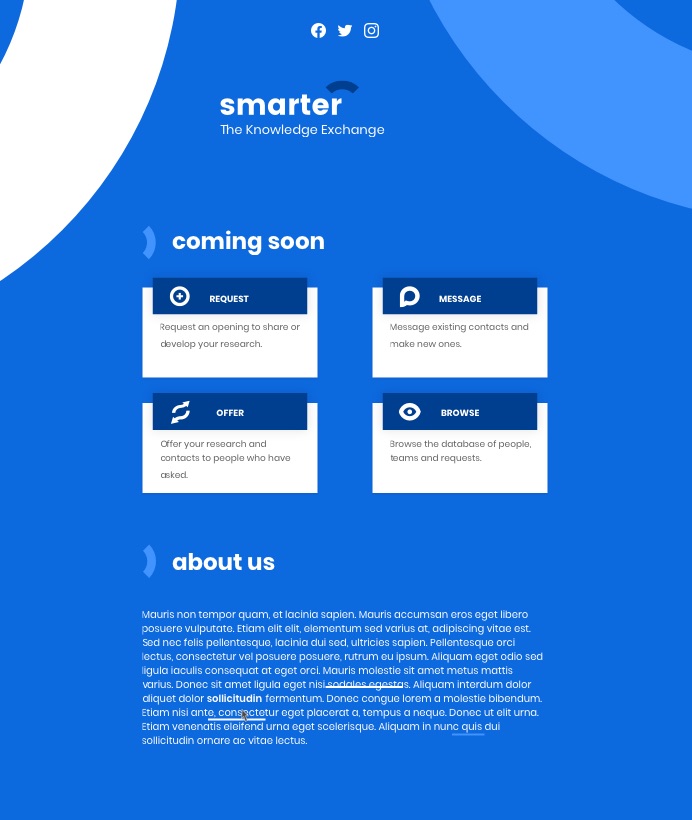 smarter
The Knowledge Exchange
coming soon
REQUEST
Request an opening to share or
develop your research.
MESSAGE
Message existing contacts and
make new ones.
OFFER
Offer your research and
contacts to people who have
asked.
BROWSE
Browse the database of people,
teams and requests.
about us
Mauris non tempor quam, et lacinia sapien. Mauris accumsan eros eget libero
posuere vulputate. Etiam elit elit, elementum sed varius at, adipiscing vitae est.
Sed nec felis pellentesque, lacinia dui sed, ultricies sapien. Pellentesque orci
lectus, consectetur vel posuere posuere, rutrum eu ipsum. Aliquam eget odio sed
ligula iaculis consequat at eget orci. Mauris molestie sit amet metus mattis
varius. Donec sit amet ligula eget nisi sodales egestas. Aliquam interdum dolor
aliquet dolor sollicitudin fermentum. Donec congue lorem a molestie bibendum.
Etiam nisi ante, consectetur eget placerat a, tempus a neque. Donec ut elit urna.
Etiam venenatis eleifend urna eget scelerisque. Aliquam in nunc quis dui
sollicitudin ornare ac vitae lectus.